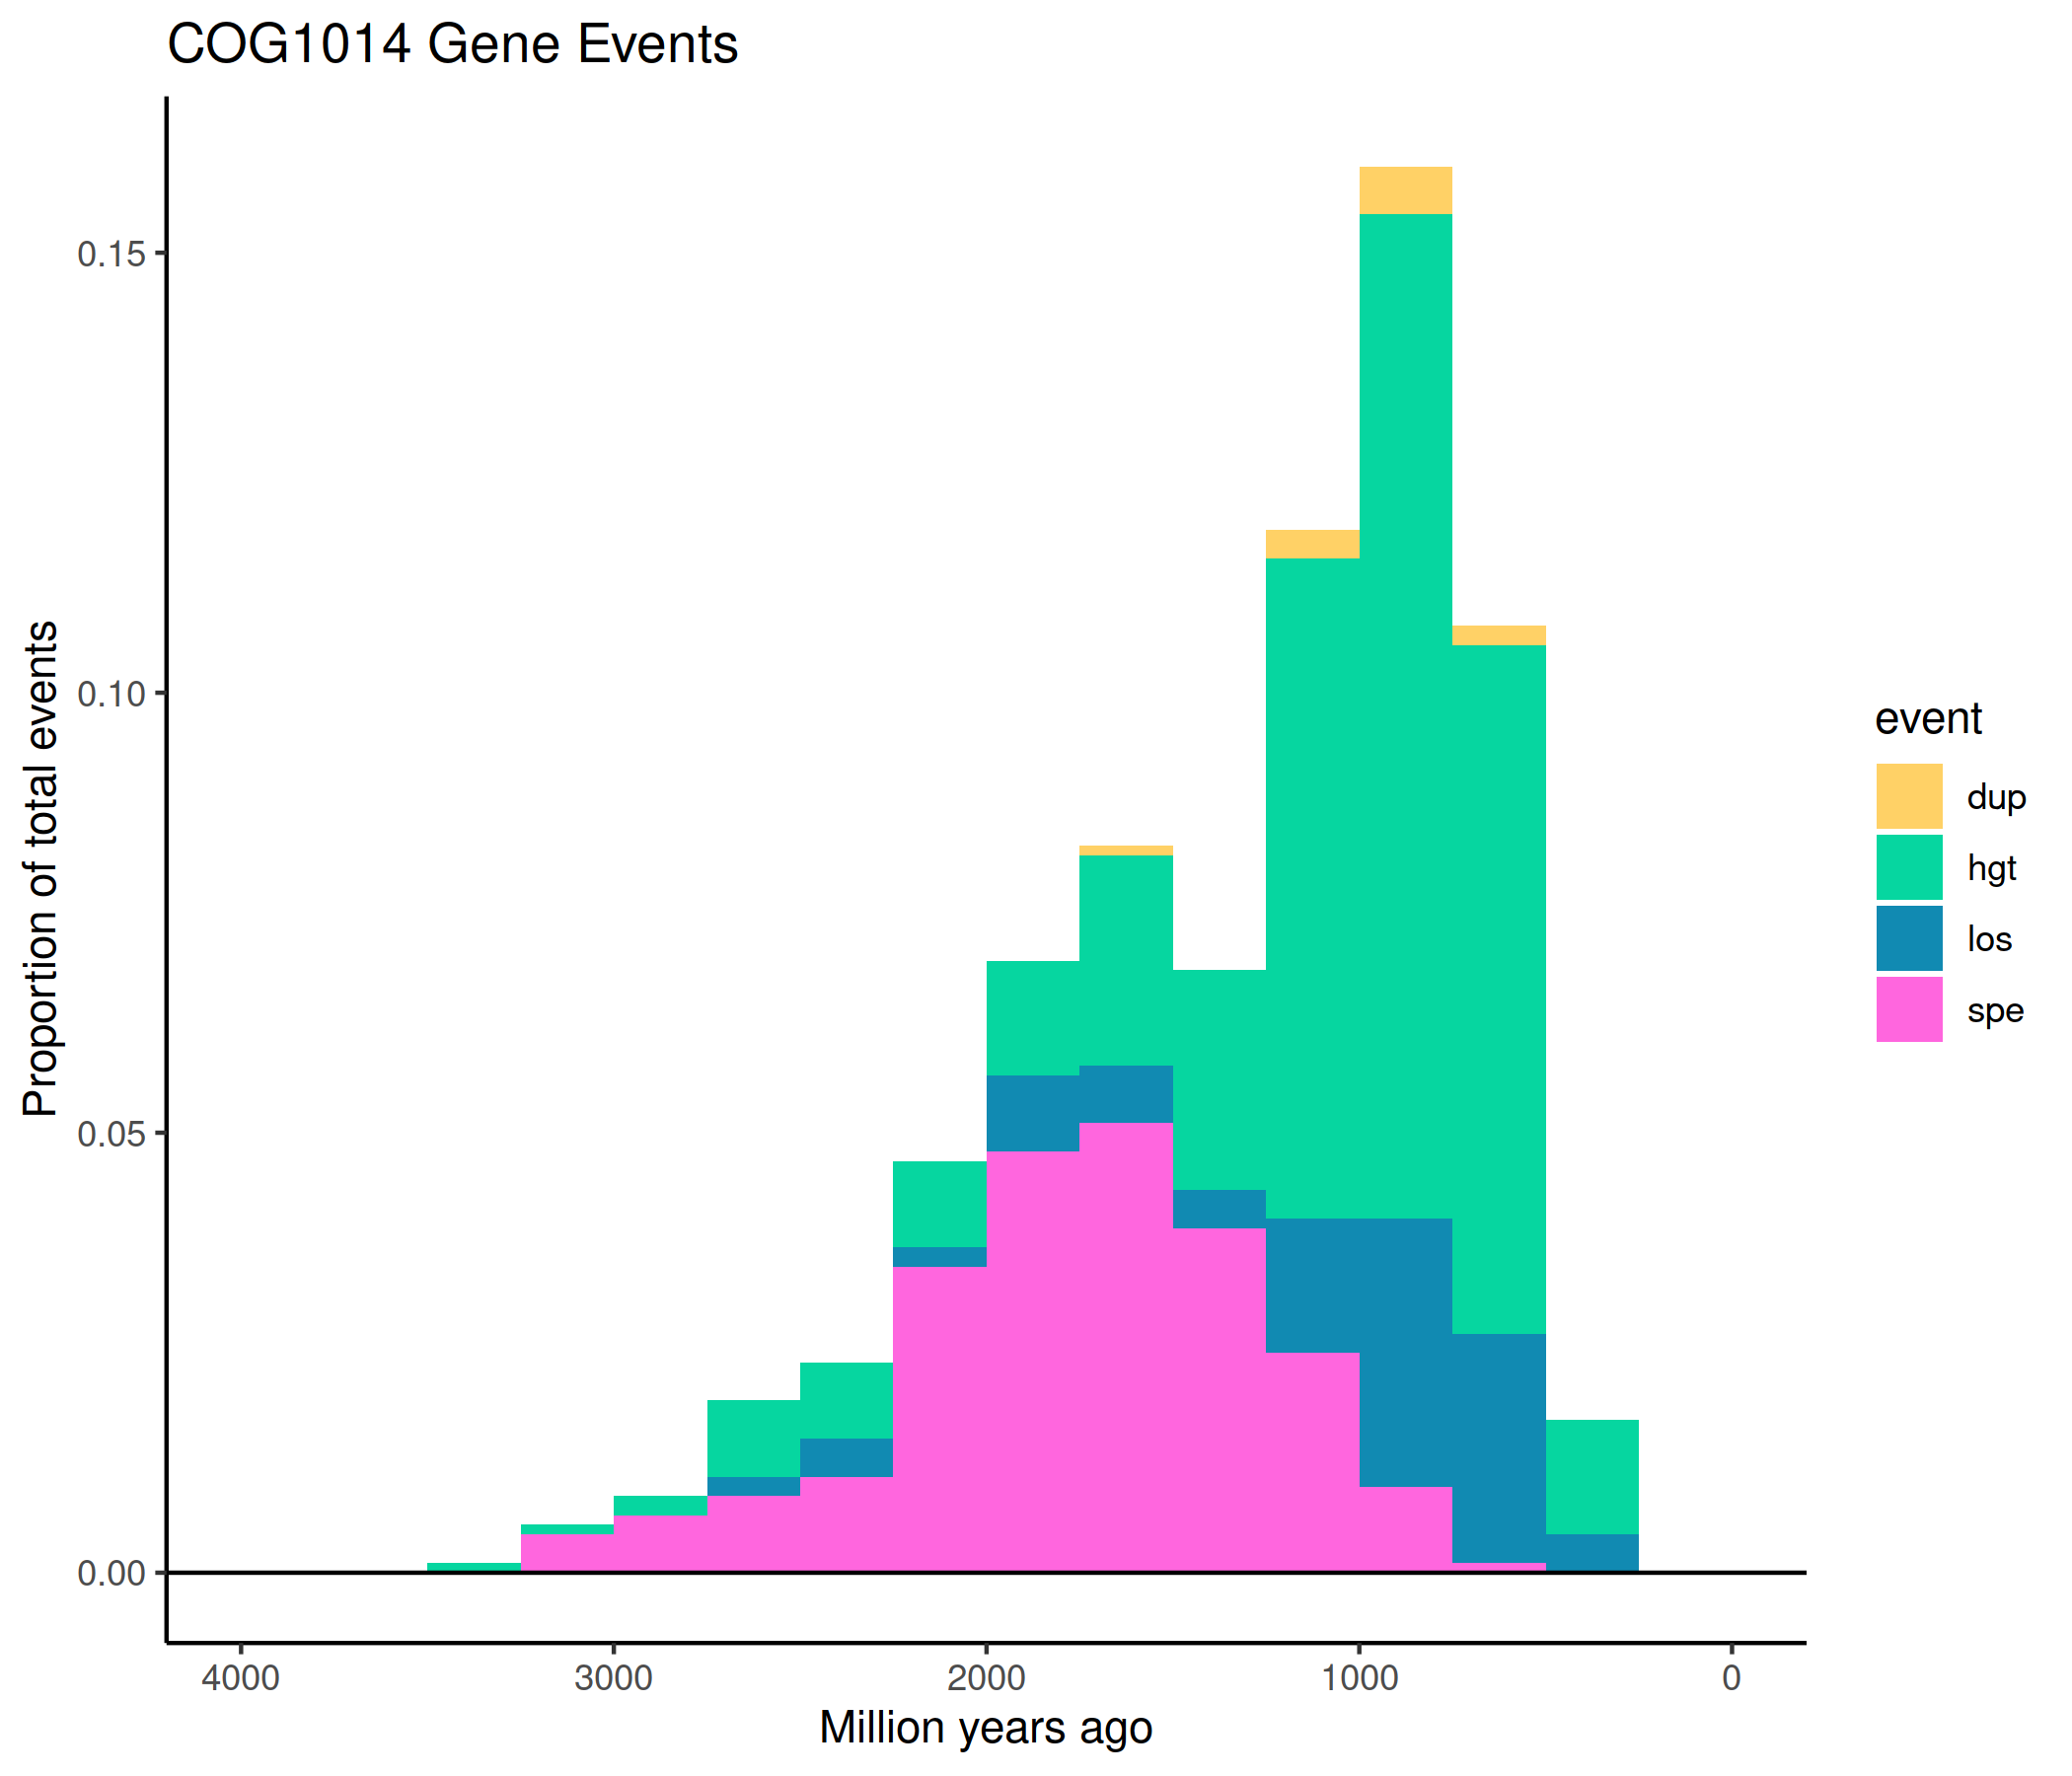 COG1014 Gene Events
Proportion of total events
0.15
0.10
0.05
0.00
4000 3000 2000 1000 0
Million years ago
event
dup
hgt
los
spe